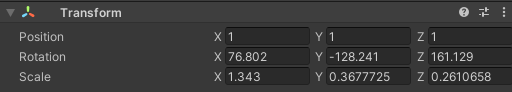 Transform
Position X 1 Y 1 Z 1
Rotation X 76.802 Y -128.241 Z 161.129
Scale X 1.343 Y 0.3677725 Z 0.2610658